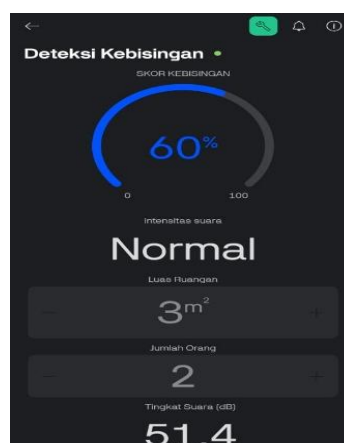 Deteksi Kebisingan
SKOR KEBISINGAN
60%
0 100
Intensitas suara
Normal
Luas Ruangan
- 3m² +
Jumlah Orang
- 2 +
Tingkat Suara (dB)
51.4